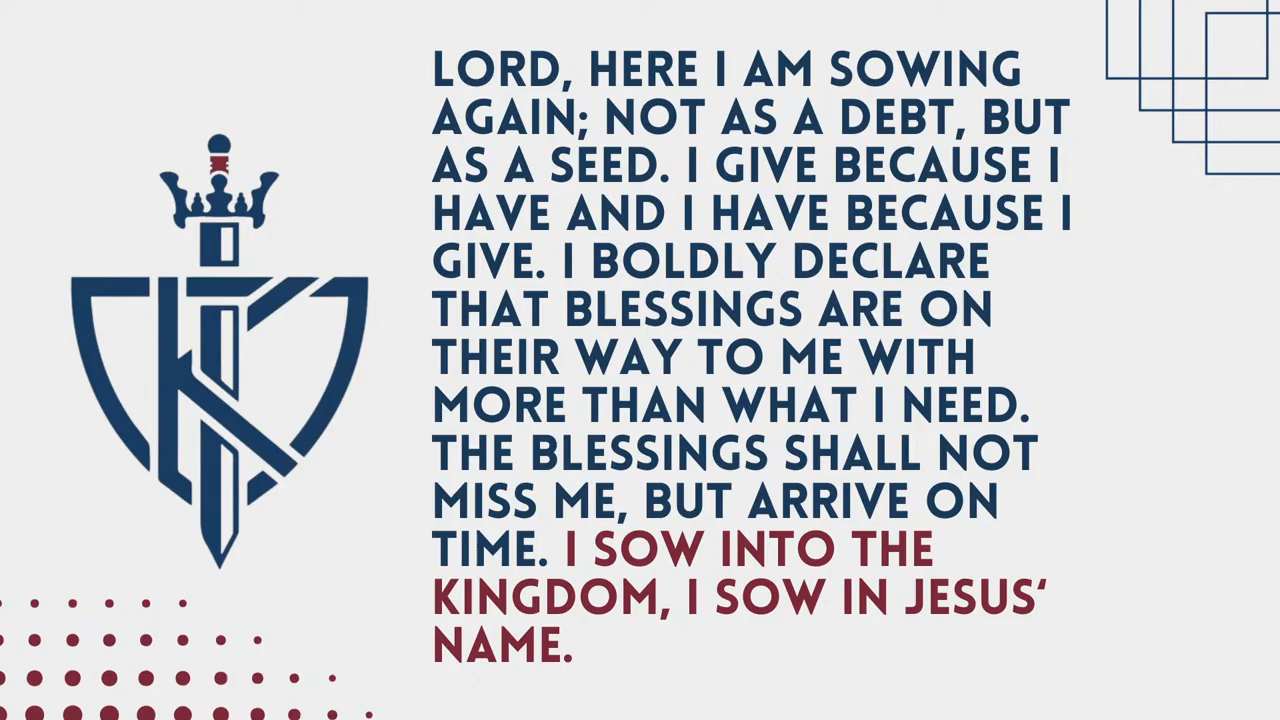 LORD, HERE I AM SOWING
AGAIN; NOT AS A DEBT, BUT
AS A SEED. I GIVE BECAUSE I
HAVE AND I HAVE BECAUSE I
GIVE. I BOLDLY DECLARE
THAT BLESSINGS ARE ON
THEIR WAY TO ME WITH
MORE THAN WHAT I NEED.
THE BLESSINGS SHALL NOT
MISS ME, BUT ARRIVE ON
TIME. I SOW INTO THE
KINGDOM, I SOW IN JESUS‘
NAME.